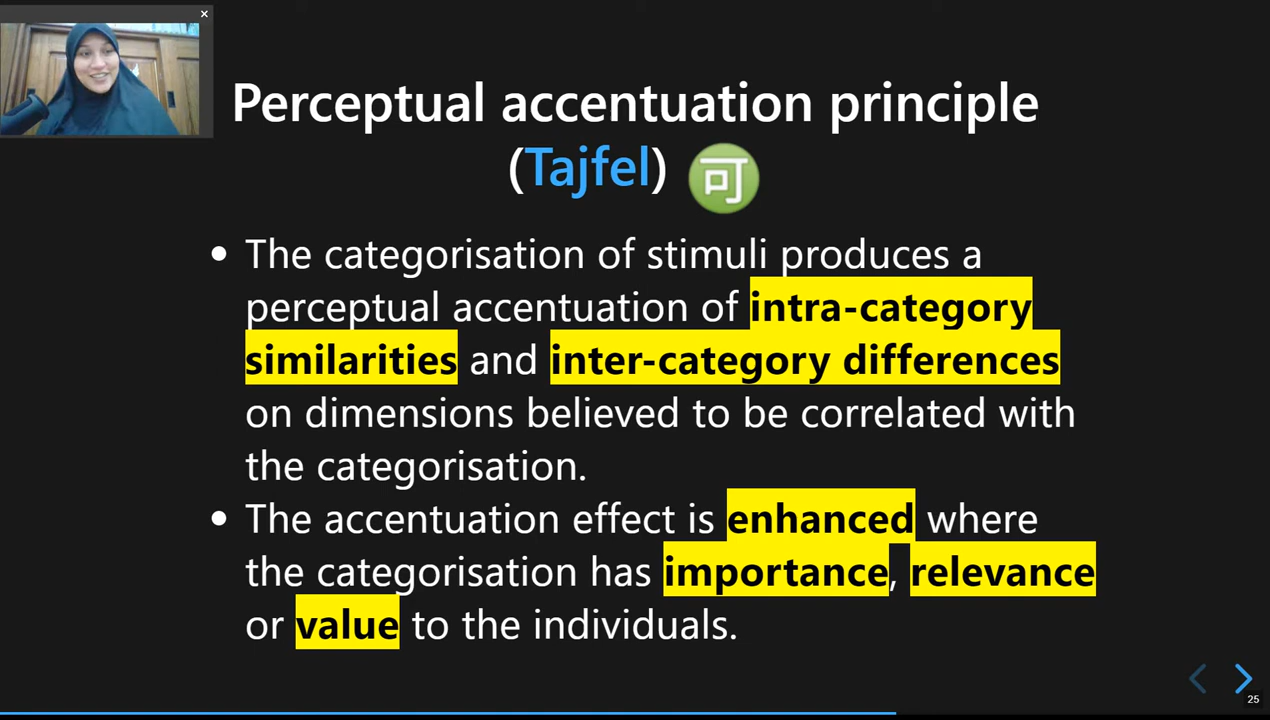 Perceptual accentuation principle
(Tajfel) 可
• The categorisation of stimuli produces a
perceptual accentuation of intra-category
similarities and inter-category differences
on dimensions believed to be correlated with
the categorisation.
• The accentuation effect is enhanced where
the categorisation has importance, relevance
or value to the individuals.
25